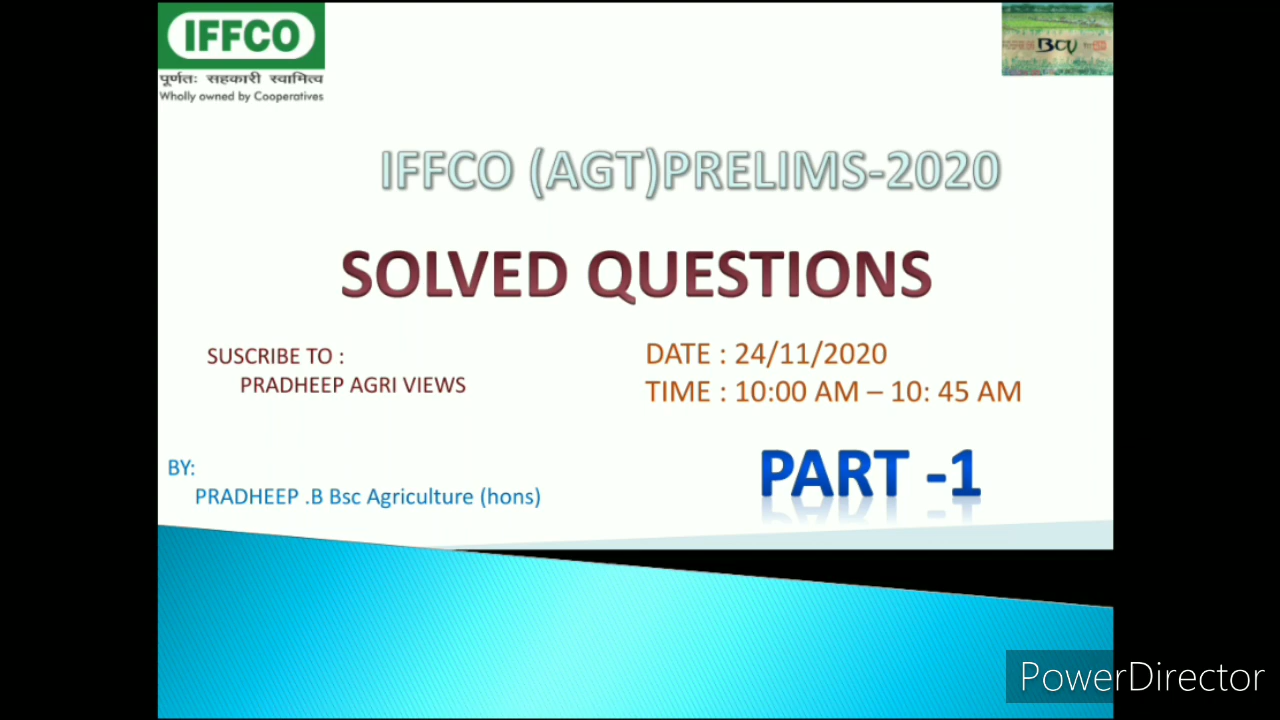 IFFCO
पूर्णतः सहकारी स्वामित्व
Wholly owned by Cooperatives
IFFCO (AGT)PRELIMS-2020
SOLVED QUESTIONS
SUSCRIBE TO :
PRADHEEP AGRI VIEWS
DATE : 24/11/2020
TIME : 10:00 AM – 10: 45 AM
BY:
PRADHEEP .B Bsc Agriculture (hons)
PART -1
PowerDirector